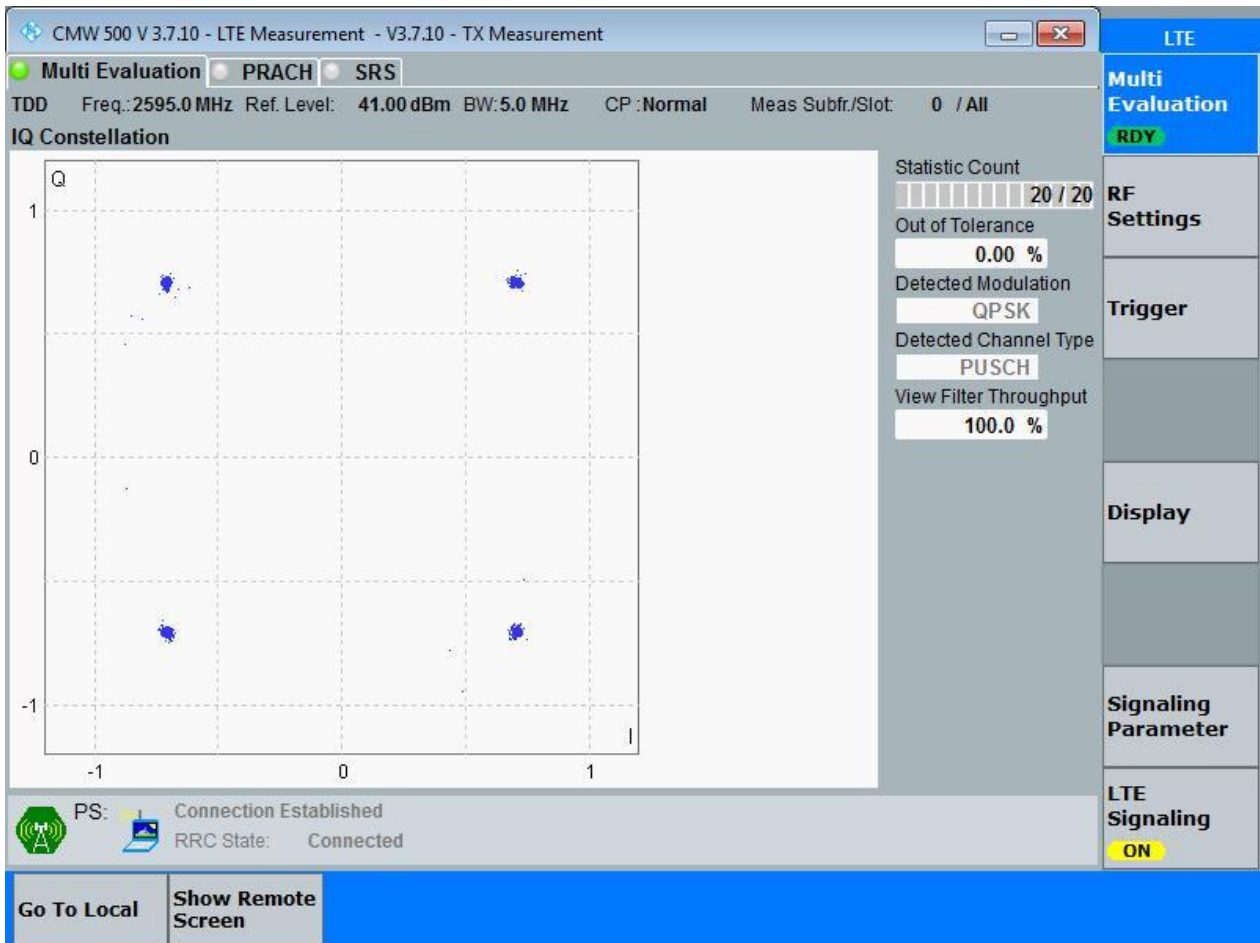 CMW 500 V 3.7.10 - LTE Measurement - V3.7.10 - TX Measurement
LTE
Multi Evaluation PRACH SRS
TDD Freq.: 2595.0 MHz Ref. Level: 41.00 dBm BW: 5.0 MHz CP : Normal Meas Subfr./Slot: 0 / All
IQ Constellation
Q
1
0
-1
I
-1 0 1
Statistic Count
20 / 20
Out of Tolerance
0.00 %
Detected Modulation
QPSK
Detected Channel Type
PUSCH
View Filter Throughput
100.0 %
Multi
Evaluation
RDY
RF
Settings
Trigger
Display
Signaling
Parameter
LTE
Signaling
ON
PS: Connection Established
RRC State: Connected
Go To Local
Show Remote
Screen